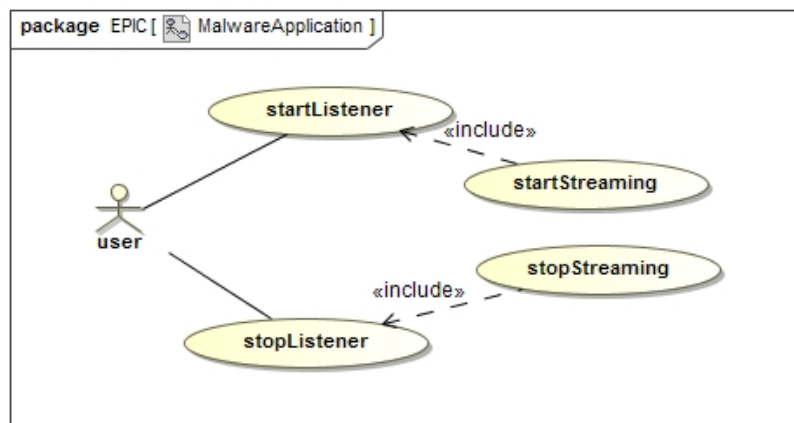 package EPIC [ MalwareApplication ]
startListener
«include»
startStreaming
user
stopStreaming
«include»
stopListener